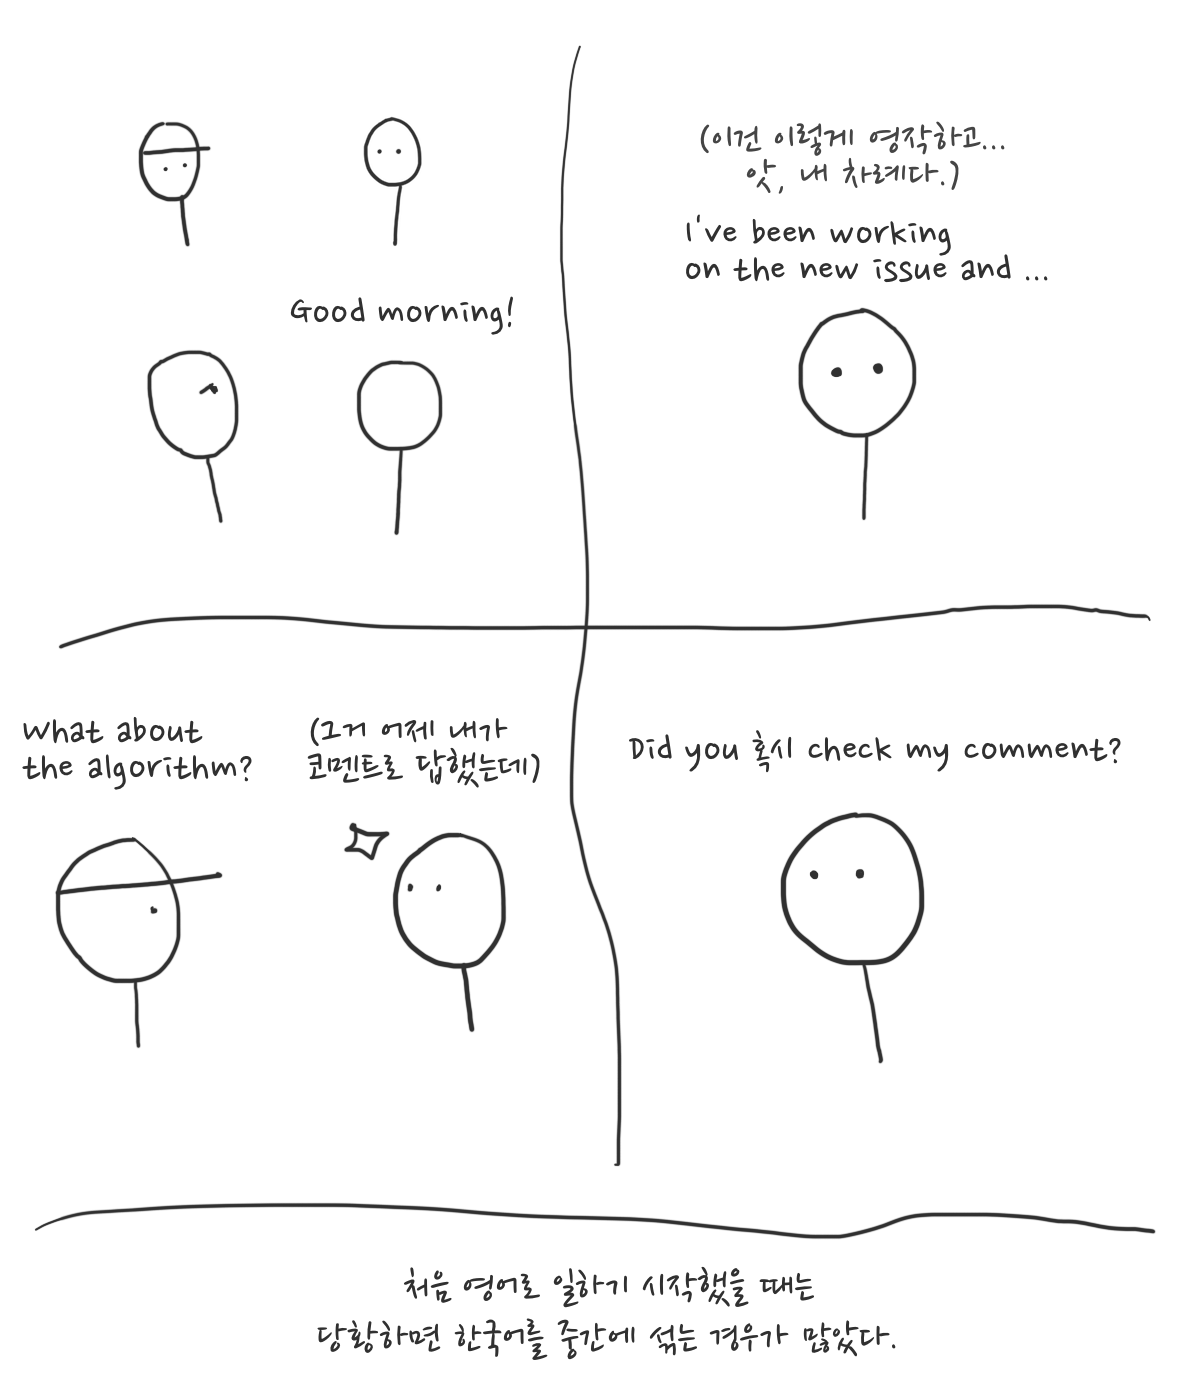 Good morning!
(이건 이렇게 영작하고...
앗, 내 차례다.)
I've been working
on the new issue and ...
What about
the algorithm?
(그거 어제 내가
코멘트로 답했는데)
Did you 혹시 check my comment?
처음 영어로 일하기 시작했을 때는
당황하면 한국어를 중간에 섞는 경우가 많았다.